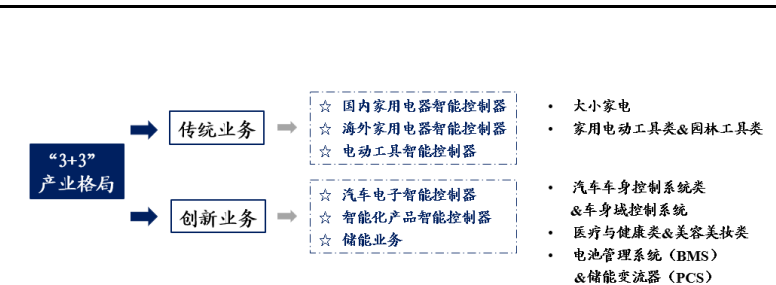 “3+3”
产业格局
传统业务
☆ 国内家用电器智能控制器
☆ 海外家用电器智能控制器
☆ 电动工具智能控制器
• 大小家电
• 家用电动工具类&园林工具类
创新业务
☆ 汽车电子智能控制器
☆ 智能化产品智能控制器
☆ 储能业务
• 汽车车身控制系统类
&车身域控制系统
• 医疗与健康类&美容美妆类
• 电池管理系统（BMS）
&储能变流器（PCS）